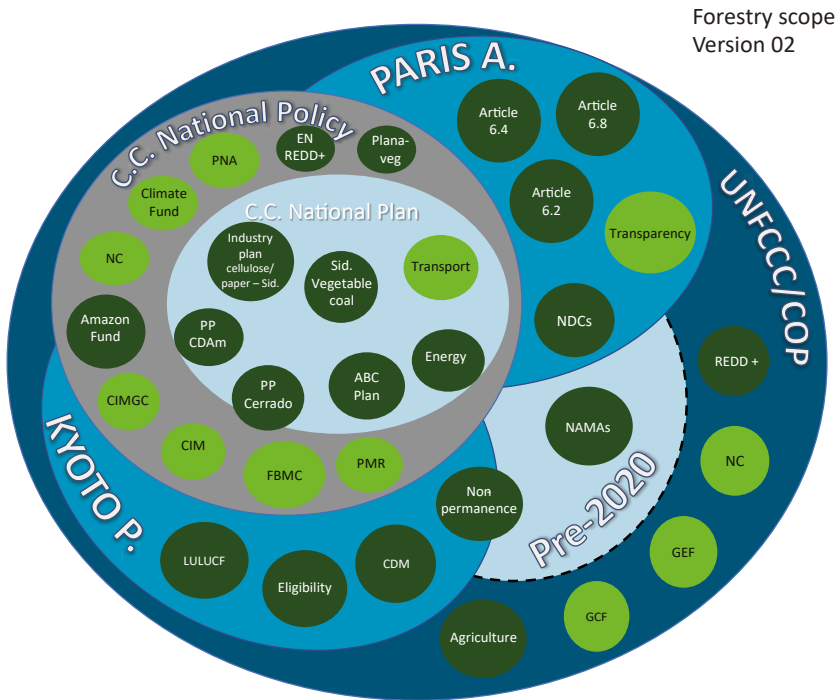 Forestry scope
Version 02
PARIS A.
Article
6.4
Article
6.8
Article
6.2
Transparency
NDCs
UNFCCC/COP
C.C. National Policy
EN
REDD+
Plana-
veg
PNA
Climate
Fund
NC
Amazon
Fund
CIMGC
CIM
FBMC
PMR
C.C. National Plan
Industry
plan
cellulose/
paper – Sid.
Sid.
Vegetable
coal
Transport
PP
CDAm
PP
Cerrado
ABC
Plan
Energy
REDD +
NAMAs
NC
Pre-2020
Non
permanence
GEF
GCF
Agriculture
KYOTO P.
LULUCF
Eligibility
CDM